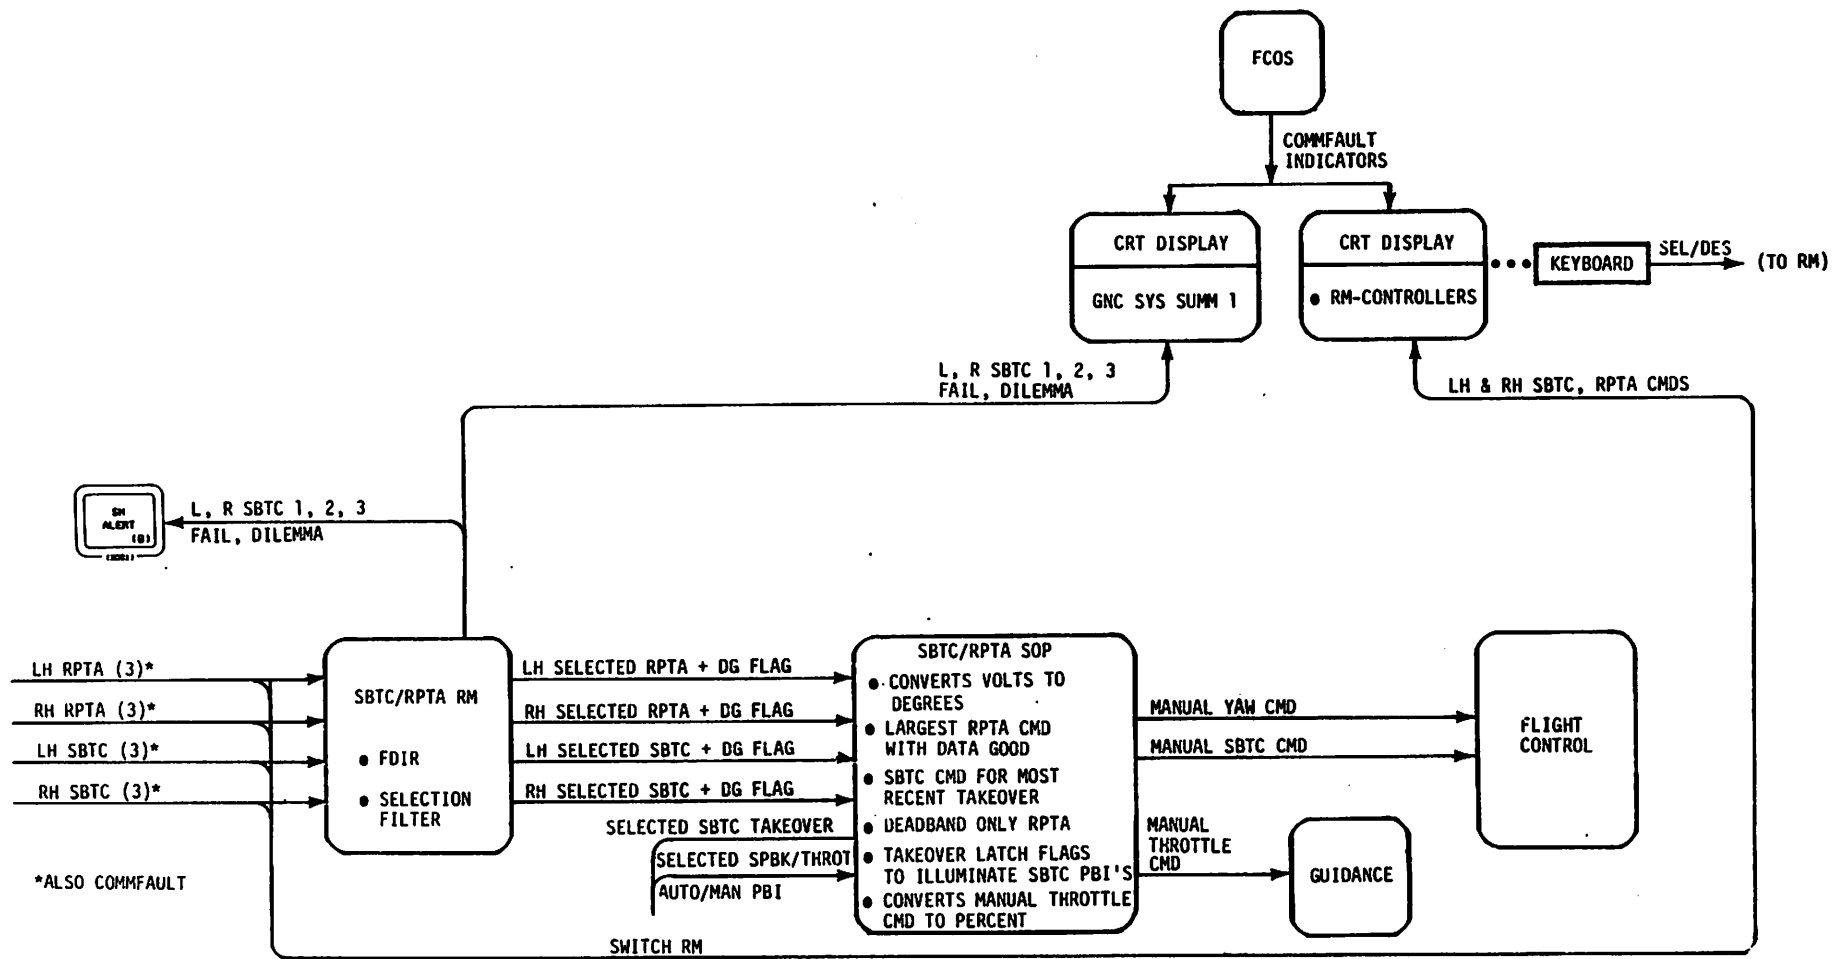 FCOS
COMMFAULT
INDICATORS
CRT DISPLAY
GNC SYS SUMM 1
CRT DISPLAY
● RM-CONTROLLERS
KEYBOARD
SEL/DES
(TO RM)
L, R SBTC 1, 2, 3
FAIL, DILEMMA
LH & RH SBTC, RPTA CMDS
SM
ALERT
L, R SBTC 1, 2, 3
FAIL, DILEMMA
LH RPTA (3)*
RH RPTA (3)*
LH SBTC (3)*
RH SBTC (3)*
*ALSO COMMFAULT
SBTC/RPTA RM
● FDIR
● SELECTION
FILTER
LH SELECTED RPTA + DG FLAG
RH SELECTED RPTA + DG FLAG
LH SELECTED SBTC + DG FLAG
RH SELECTED SBTC + DG FLAG
SELECTED SBTC TAKEOVER
SELECTED SPBK/THROT
AUTO/MAN PBI
SWITCH RM
SBTC/RPTA SOP
● CONVERTS VOLTS TO
DEGREES
● LARGEST RPTA CMD
WITH DATA GOOD
● SBTC CMD FOR MOST
RECENT TAKEOVER
● DEADBAND ONLY RPTA
● TAKEOVER LATCH FLAGS
TO ILLUMINATE SBTC PBI'S
● CONVERTS MANUAL THROTTLE
CMD TO PERCENT
MANUAL YAW CMD
MANUAL SBTC CMD
MANUAL
THROTTLE
CMD
FLIGHT
CONTROL
GUIDANCE